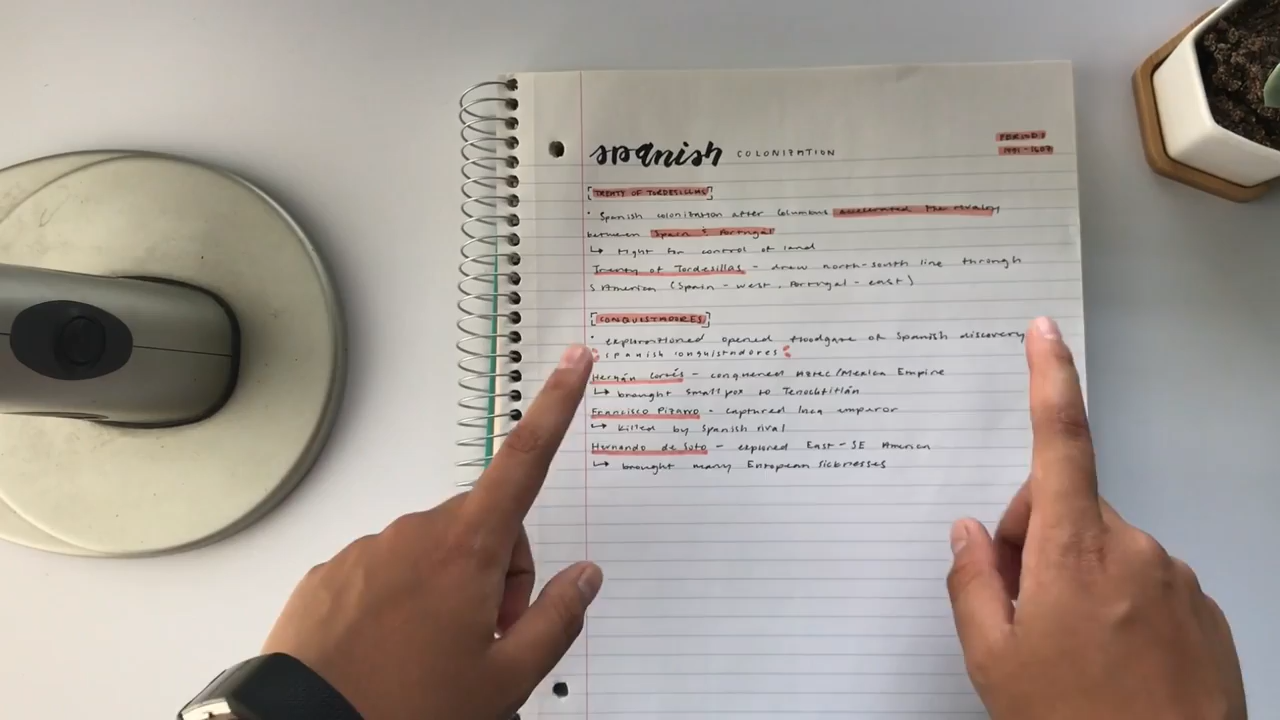 spanish COLONIZATION
PERIOD 1
1491-1607
[TREATY OF TORDESILLAS]
• Spanish colonization after Columbus accelerated the rivalry
between Spain & Portugal
↳ fight for control of land
Treaty of Tordesillas - drew north-south line through
S American (Spain - west, Portugal - east)
[CONQUISTADORES]
• opened floodgate of Spanish discovery
spanish conquistadores
Hernán Cortés - conquered Aztec/Mexica Empire
↳ brought smallpox to Tenochtitlán
Francisco Pizarro - captured Inca emperor
↳ killed by Spanish rival
Hernando de Soto - explored East-SE American
↳ brought many European sicknesses